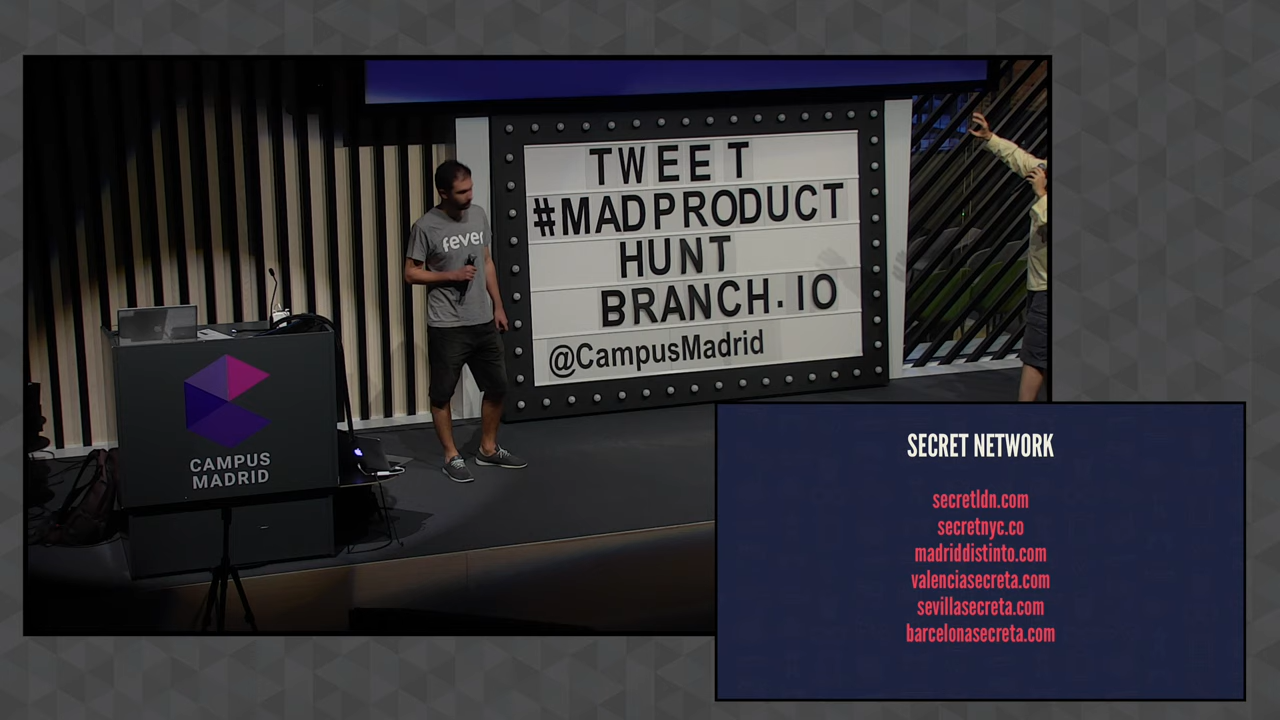 TWEET
#MADPRODUCT
HUNT
BRANCH.IO
@CampusMadrid
fever
CAMPUS
MADRID
SECRET NETWORK
secretldn.com
secretnyc.co
madriddistinto.com
valenciasecreta.com
sevillasecreta.com
barcelonasecreta.com